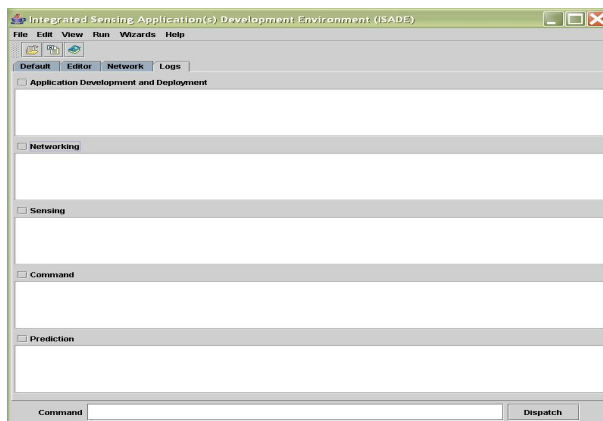 Integrated Sensing Application(s) Development Environment (iSADE)
File Edit View Run Wizards Help
Default Editor Network Logs
Application Development and Deployment
Networking
Sensing
Command
Prediction
Command Dispatch